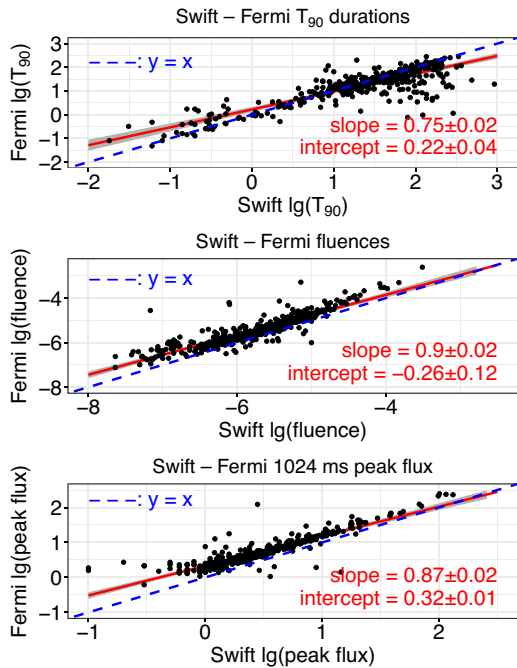 Swift – Fermi T90 durations
Fermi lg(T90)
3
2
1
0
−1
−2
: y = x
slope = 0.75±0.02
intercept = 0.22±0.04
−2 −1 0 1 2 3
Swift lg(T90)
Swift – Fermi fluences
Fermi lg(fluence)
−4
−6
−8
: y = x
slope = 0.9±0.02
intercept = −0.26±0.12
−8 −6 −4
Swift lg(fluence)
Swift – Fermi 1024 ms peak flux
Fermi lg(peak flux)
2
1
0
−1
: y = x
slope = 0.87±0.02
intercept = 0.32±0.01
−1 0 1 2
Swift lg(peak flux)